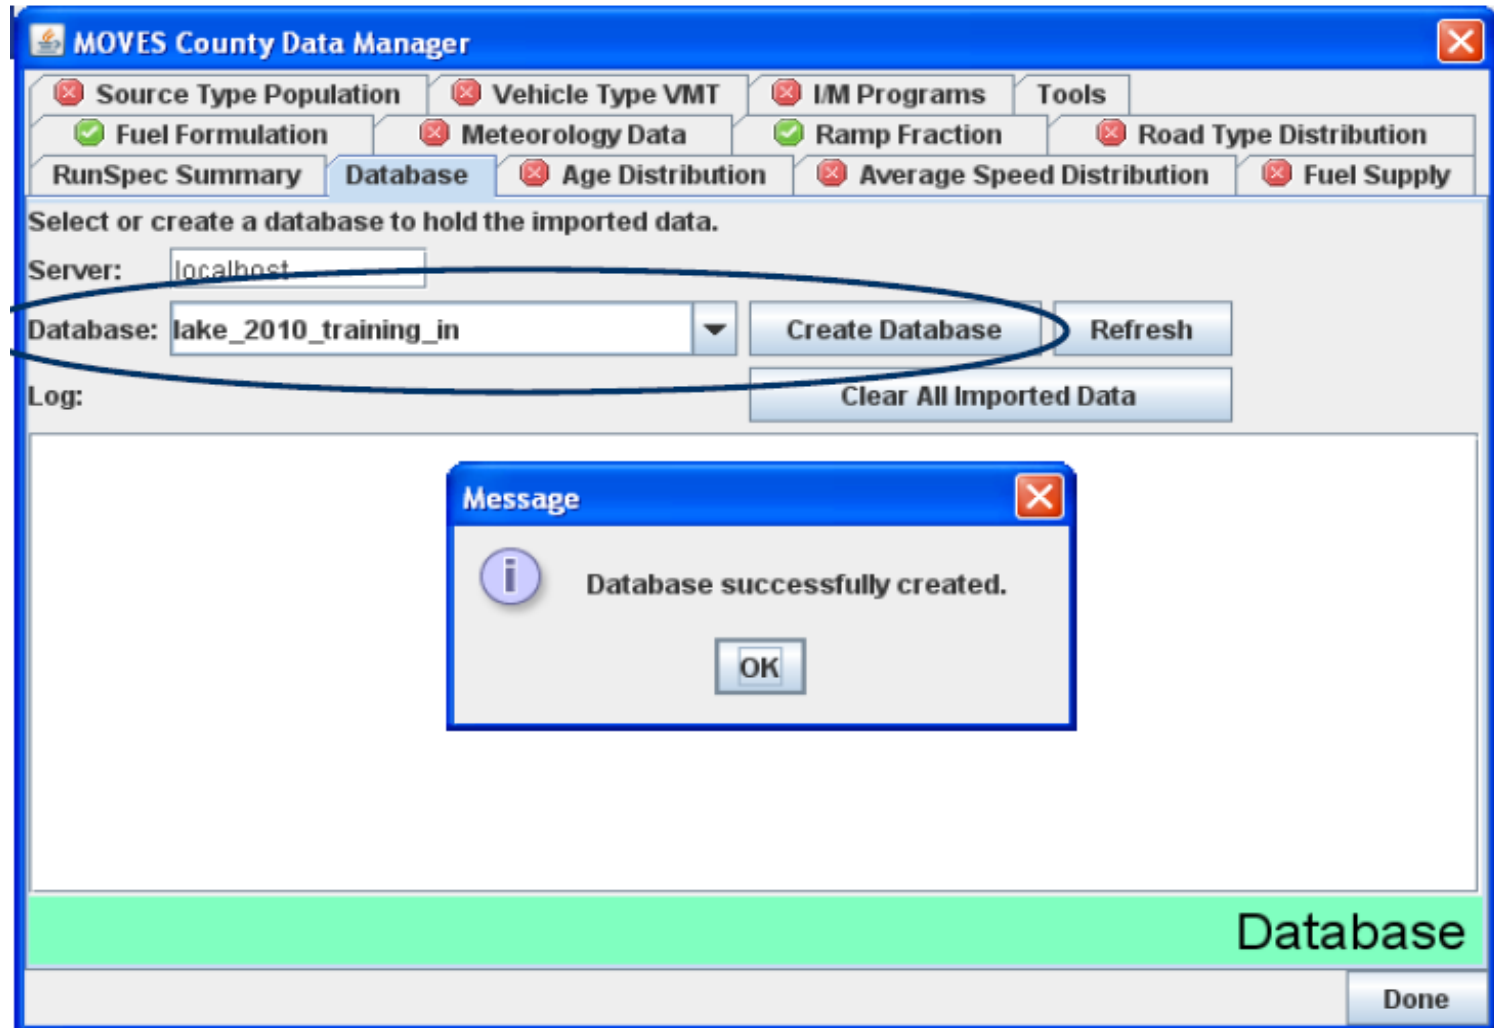 MOVES County Data Manager
Source Type Population Vehicle Type VMT I/M Programs Tools
Fuel Formulation Meteorology Data Ramp Fraction Road Type Distribution
RunSpec Summary Database Age Distribution Average Speed Distribution Fuel Supply
Select or create a database to hold the imported data.
Server: localhost
Database: lake_2010_training_in Create Database Refresh
Log: Clear All Imported Data
Message
Database successfully created.
OK
Database
Done